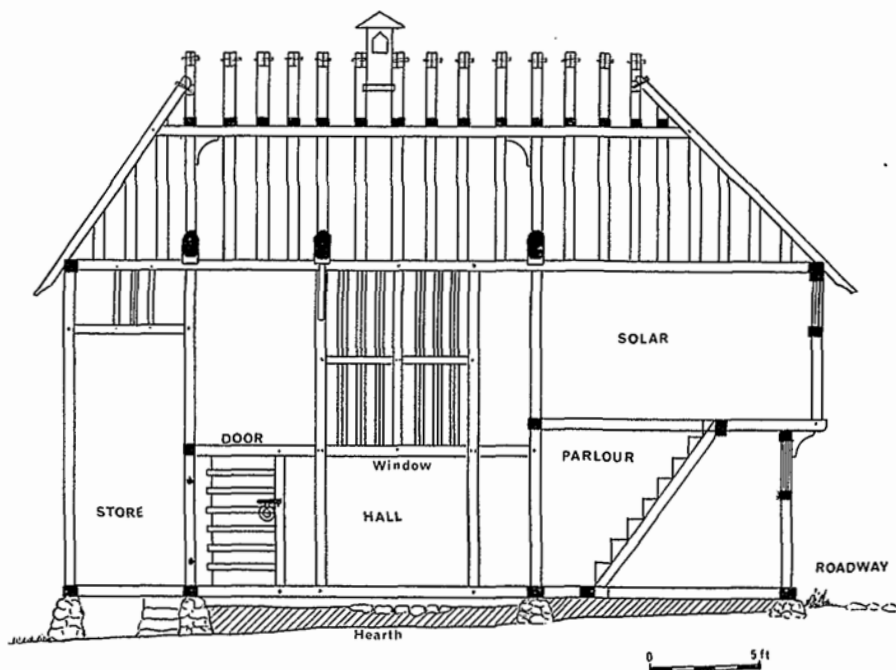 SOLAR
DOOR
Window
PARLOUR
STORE
HALL
ROADWAY
Hearth
0 5 ft